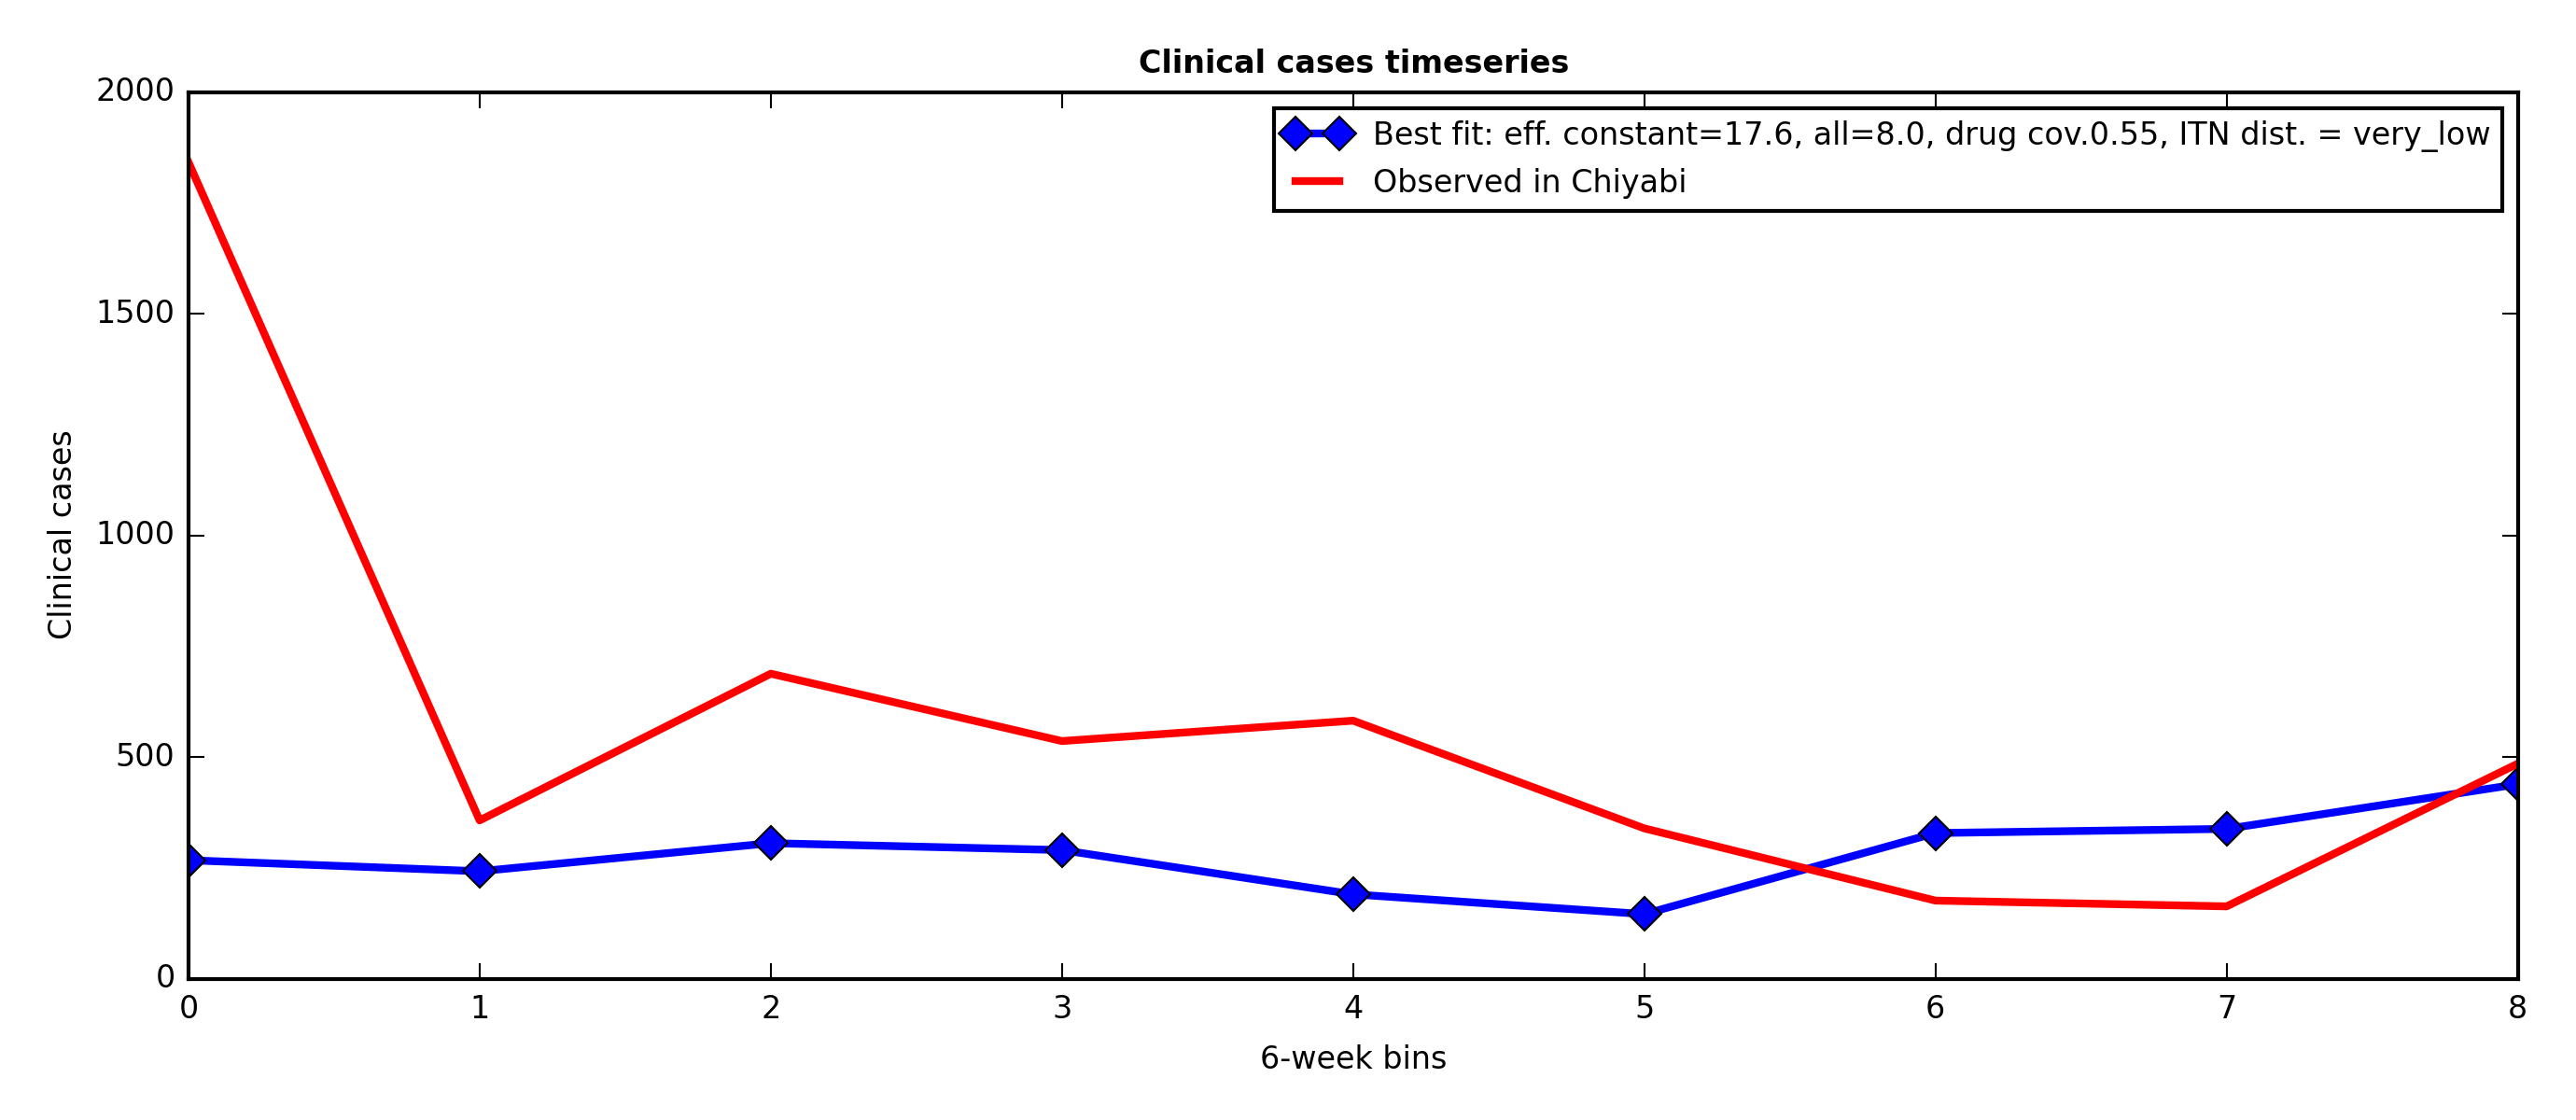 Clinical cases timeseries
2000
1500
1000
500
0
Clinical cases
Best fit: eff. constant=17.6, all=8.0, drug cov.0.55, ITN dist. = very_low
Observed in Chiyabi
0 1 2 3 4 5 6 7 8
6-week bins